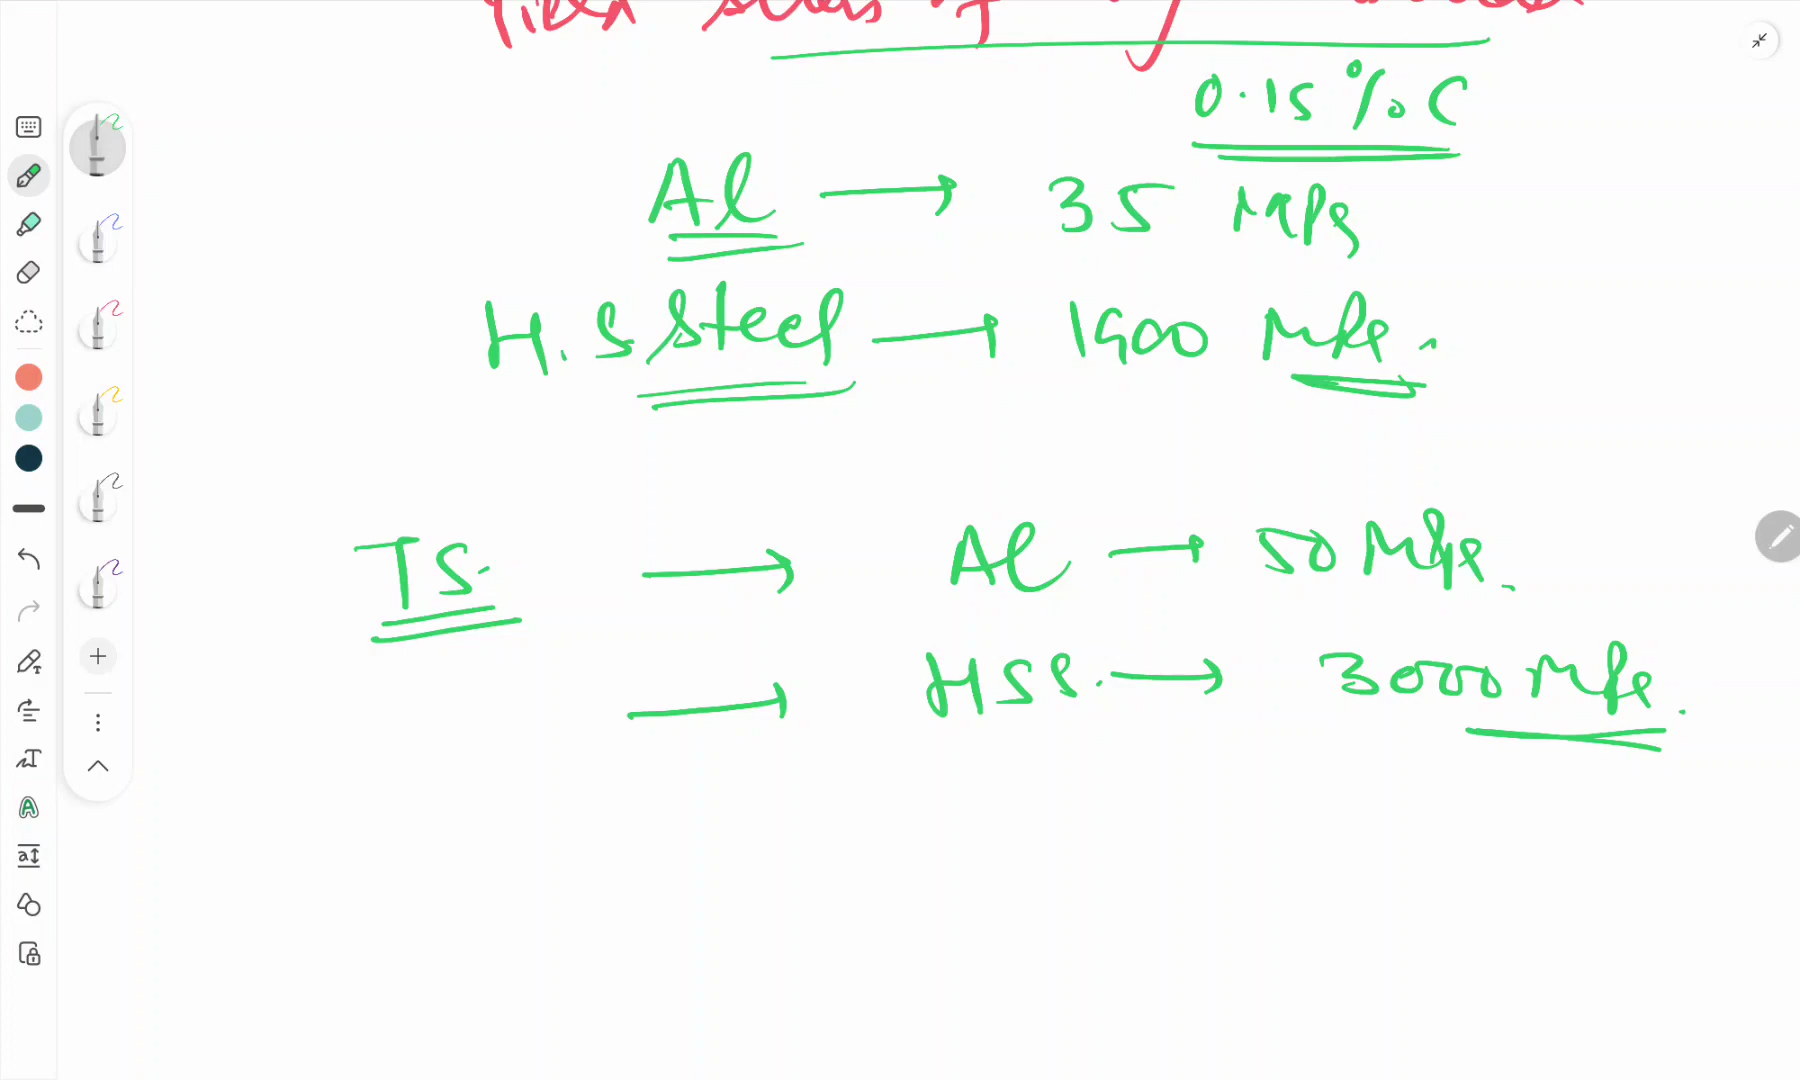 0.15 % C
Al → 35 MPa
H.S Steel → 1400 MPa.
TS. → Al → 50 MPa.
→ HSS. → 3000 MPa.